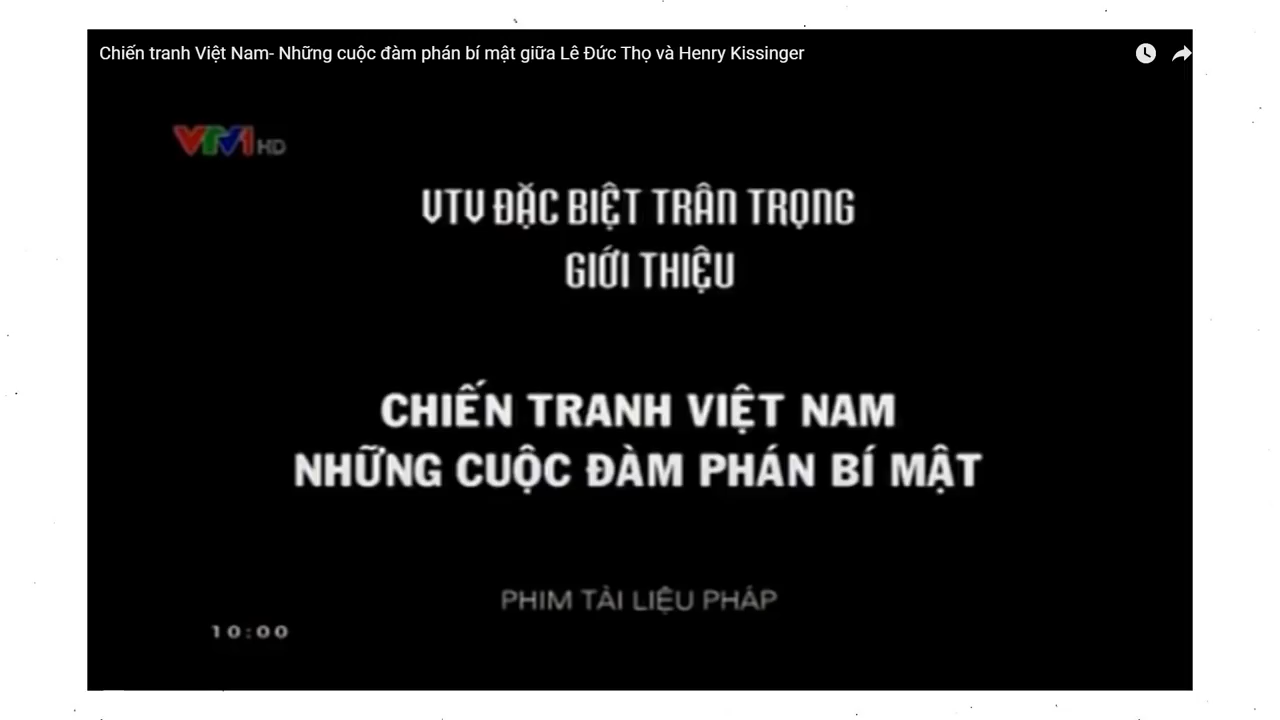 Chiến tranh Việt Nam- Những cuộc đàm phán bí mật giữa Lê Đức Thọ và Henry Kissinger
VTV1 HD
VTV ĐẶC BIỆT TRÂN TRỌNG
GIỚI THIỆU
CHIẾN TRANH VIỆT NAM
NHỮNG CUỘC ĐÀM PHÁN BÍ MẬT
PHIM TÀI LIỆU PHÁP
10:00